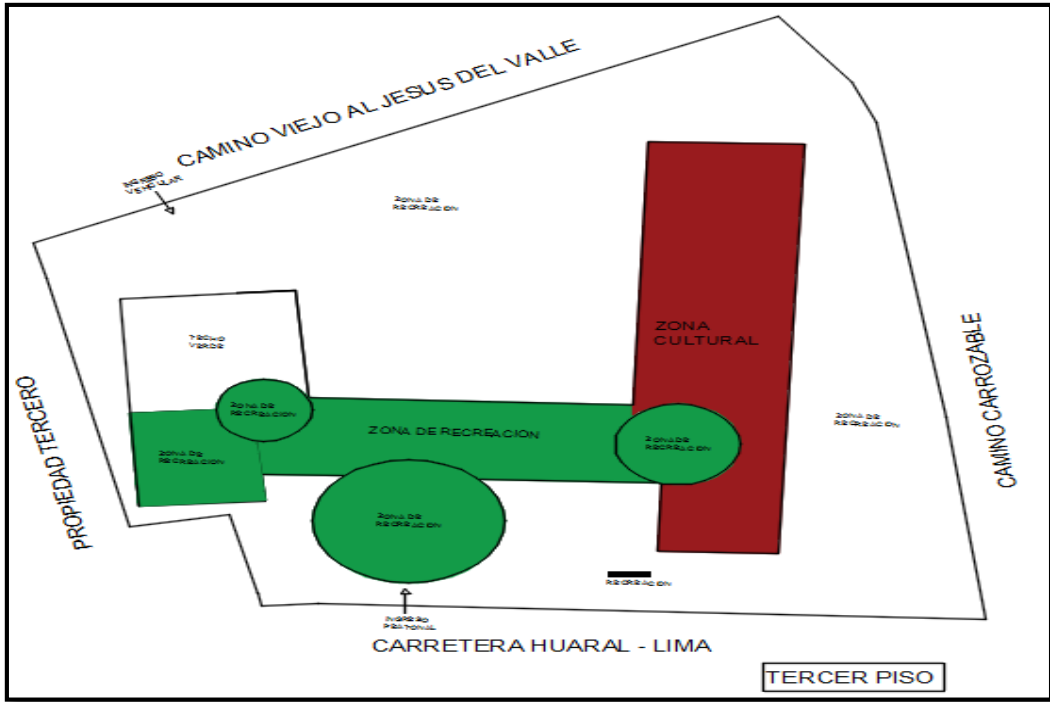 CAMINO VIEJO AL JESUS DEL VALLE
INGRESO
VEHICULAR
ZONA DE
RECREACION
TECHO
VERDE
ZONA
CULTURAL
ZONA DE
RECREACION
ZONA DE RECREACION
ZONA DE
RECREACION
ZONA DE
RECREACION
ZONA DE
RECREACION
ZONA DE
RECREACION
PROPIEDAD TERCERO
CAMINO CARROZABLE
RECREACION
INGRESO
PEATONAL
CARRETERA HUARAL - LIMA
TERCER PISO